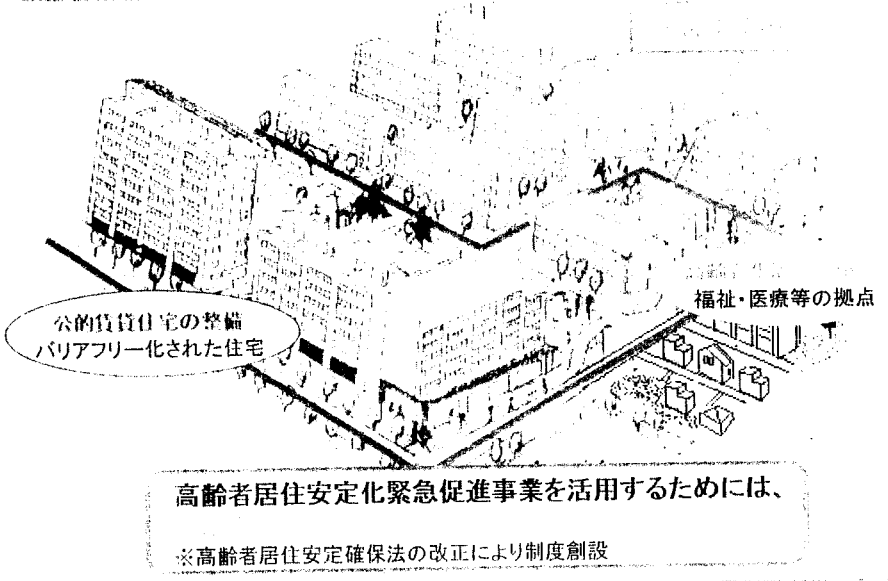 公的賃貸住宅の整備
バリアフリー化された住宅
福祉・医療等の拠点
高齢者居住安定化緊急促進事業を活用するためには、
※高齢者居住安定確保法の改正により制度創設